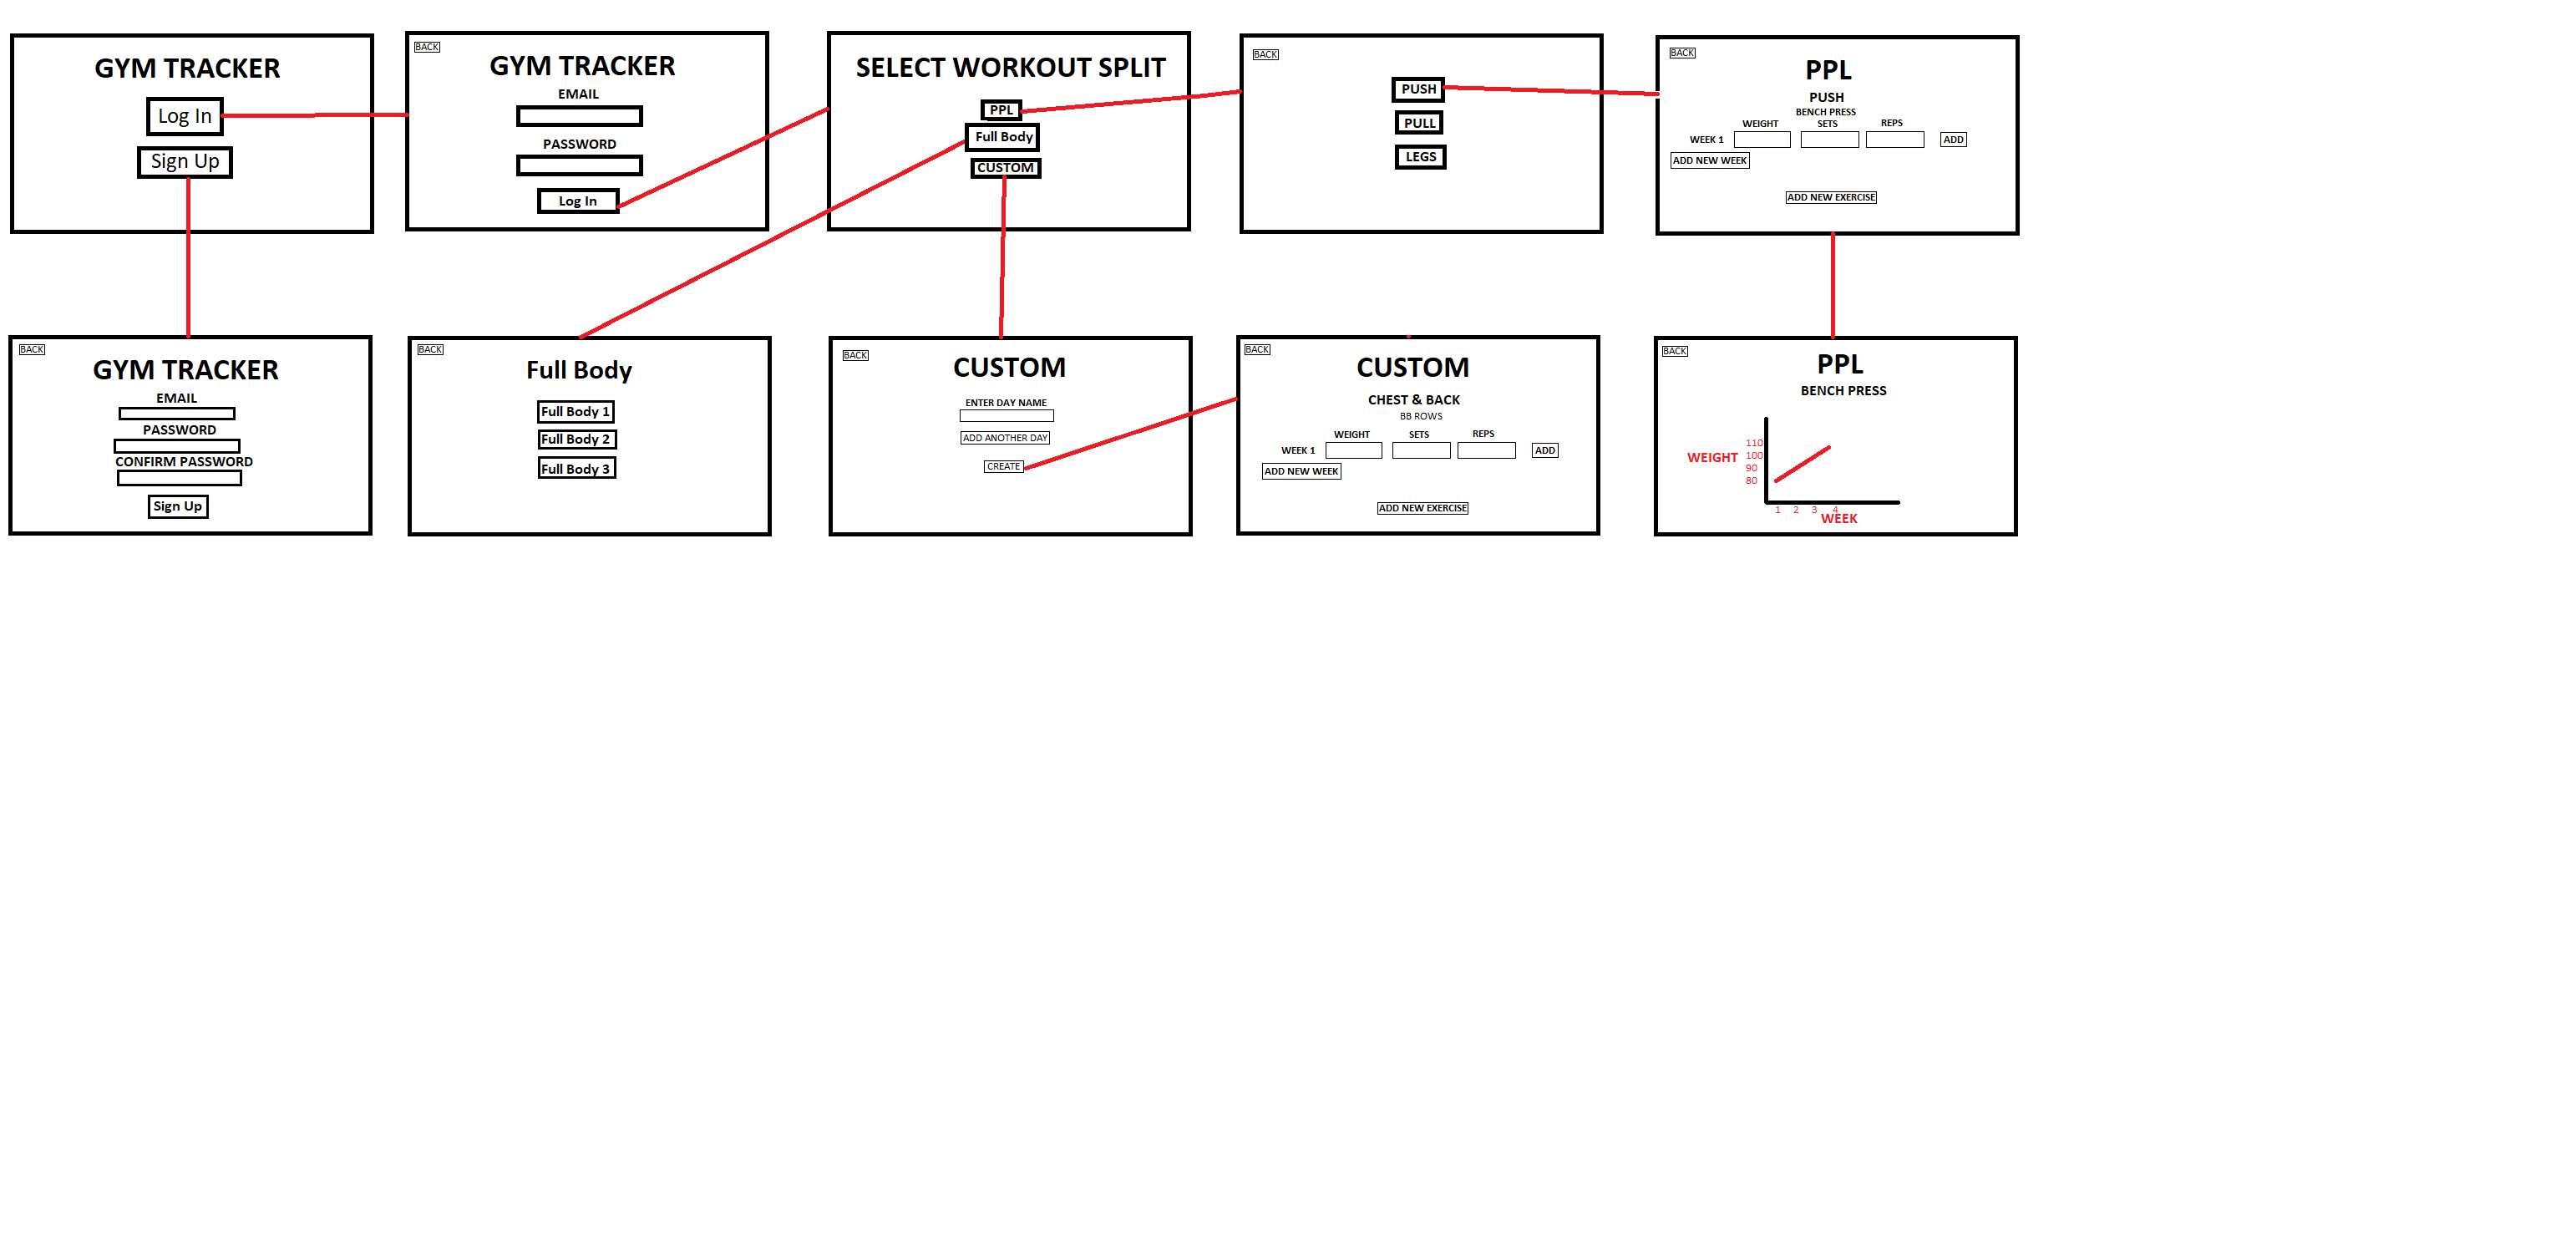 GYM TRACKER
Log In
Sign Up
BACK
GYM TRACKER
EMAIL
PASSWORD
Log In
SELECT WORKOUT SPLIT
PPL
Full Body
CUSTOM
BACK
PUSH
PULL
LEGS
BACK
PPL
PUSH
BENCH PRESS
WEIGHT SETS REPS
WEEK 1 ADD
ADD NEW WEEK
ADD NEW EXERCISE
BACK
GYM TRACKER
EMAIL
PASSWORD
CONFIRM PASSWORD
Sign Up
BACK
Full Body
Full Body 1
Full Body 2
Full Body 3
BACK
CUSTOM
ENTER DAY NAME
ADD ANOTHER DAY
CREATE
BACK
CUSTOM
CHEST & BACK
BB ROWS
WEIGHT SETS REPS
WEEK 1 ADD
ADD NEW WEEK
ADD NEW EXERCISE
BACK
PPL
BENCH PRESS
110
WEIGHT 100
90
80
1 2 3 4
WEEK